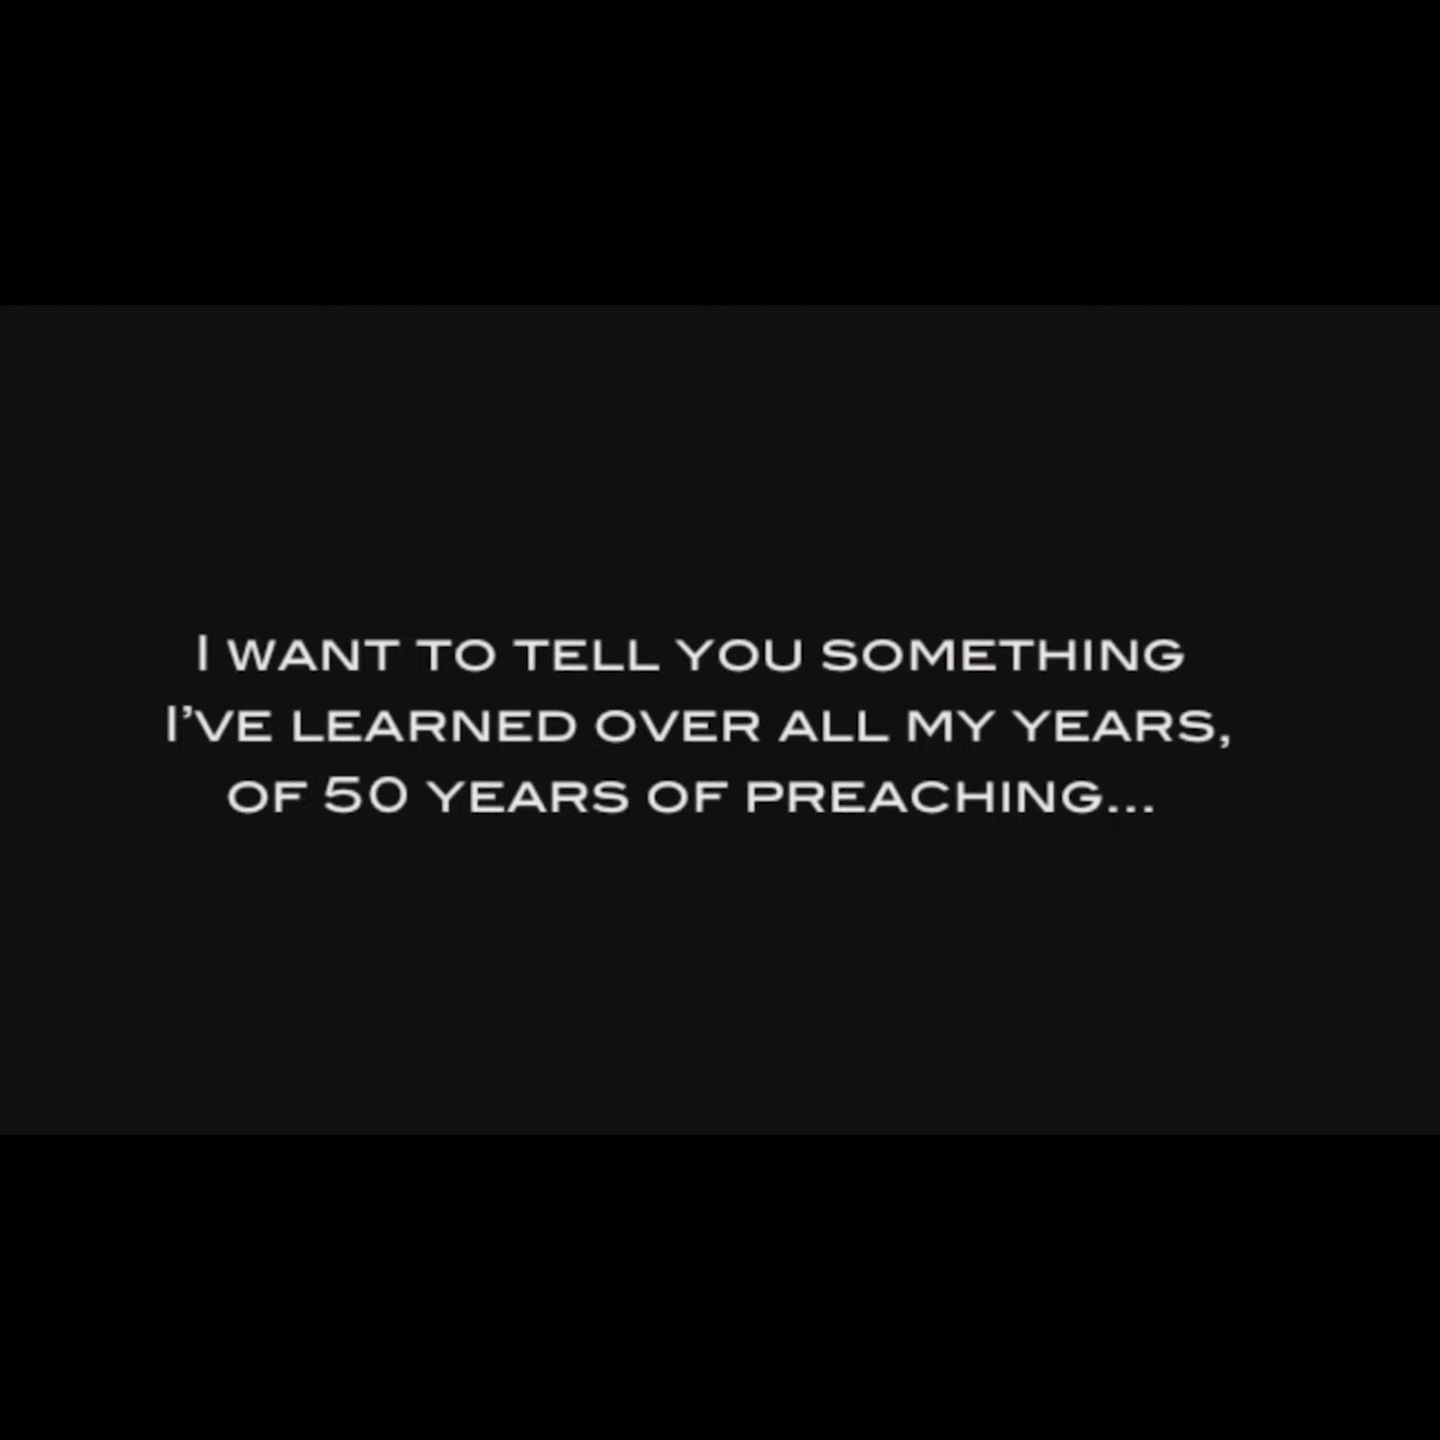 I WANT TO TELL YOU SOMETHING
I'VE LEARNED OVER ALL MY YEARS,
OF 50 YEARS OF PREACHING...